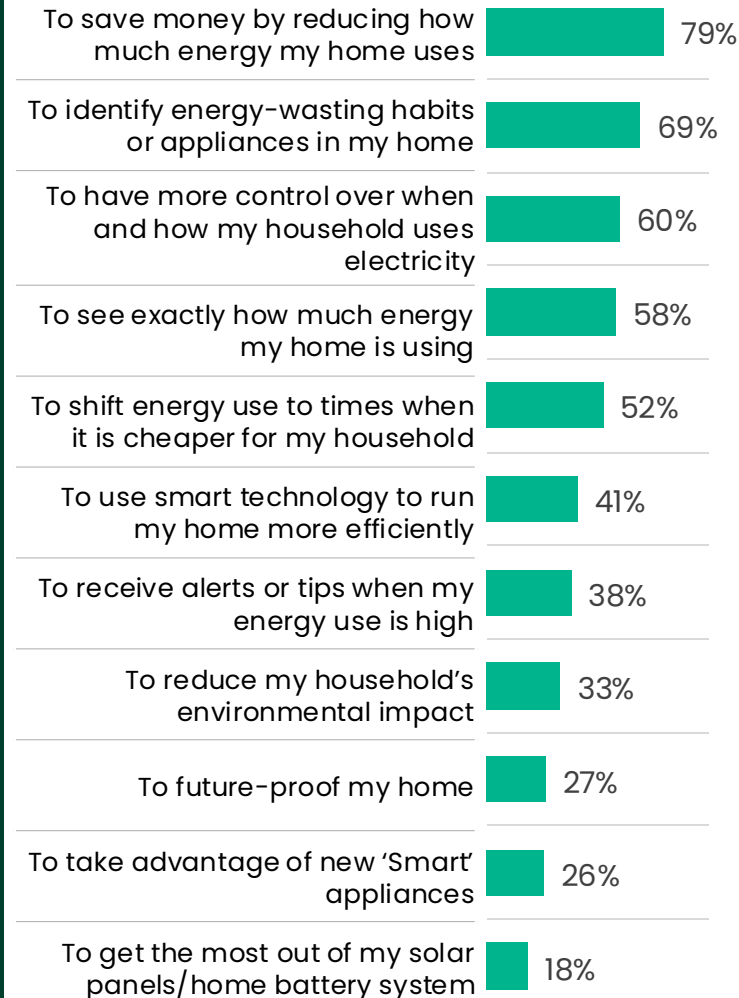 To save money by reducing how
much energy my home uses
79%
To identify energy-wasting habits
or appliances in my home
69%
To have more control over when
and how my household uses
electricity
60%
To see exactly how much energy
my home is using
58%
To shift energy use to times when
it is cheaper for my household
52%
To use smart technology to run
my home more efficiently
41%
To receive alerts or tips when my
energy use is high
38%
To reduce my household’s
environmental impact
33%
To future-proof my home
27%
To take advantage of new ‘Smart’
appliances
26%
To get the most out of my solar
panels/home battery system
18%